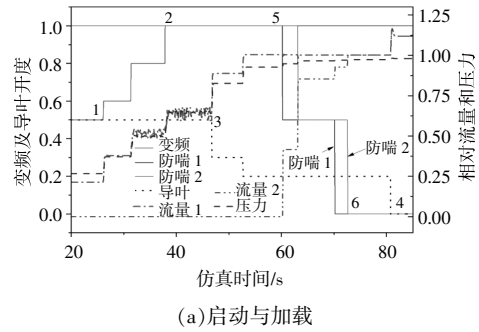 1.0
0.8
0.6
0.4
0.2
0.0
变频及导叶开度
1.25
1.00
0.75
0.50
0.25
0.00
相对流量和压力
2
5
1
3
变频
防喘 1
防喘 2
导叶
流量 1
流量 2
压力
防喘 1
防喘 2
6
4
20
40
60
80
仿真时间/s
(a)启动与加载